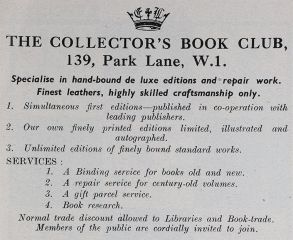 E L
THE COLLECTOR'S BOOK CLUB,
139, Park Lane, W.1.
Specialise in hand-bound de luxe editions and repair work.
Finest leathers, highly skilled craftsmanship only.
1. Simultaneous first editions—published in co-operation with
leading publishers.
2. Our own finely printed editions limited, illustrated and
autographed.
3. Unlimited editions of finely bound standard works.
SERVICES :
1. A Binding service for books old and new.
2. A repair service for century-old volumes.
3. A gift parcel service.
4. Book research.
Normal trade discount allowed to Libraries and Book-trade.
Members of the public are cordially invited to join.